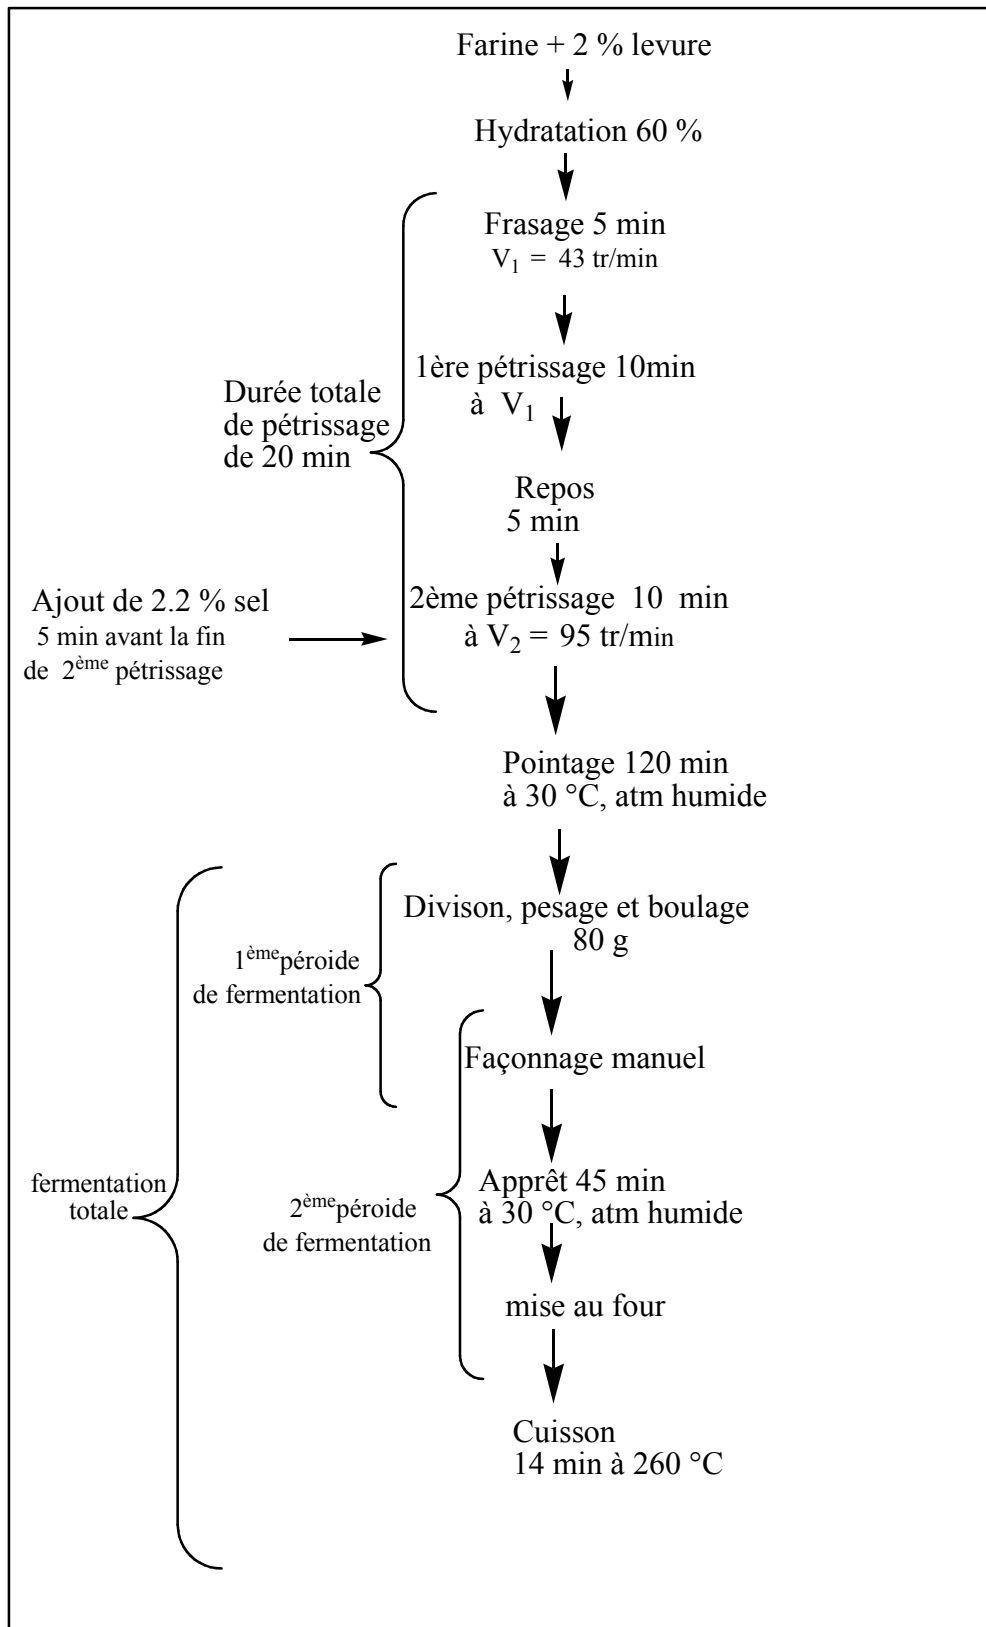 Farine + 2 % levure
Hydratation 60 %
Frasage 5 min
V₁ = 43 tr/min
1ère pétrissage 10min
à V₁
Durée totale
de pétrissage
de 20 min
Repos
5 min
2ème pétrissage 10 min
à V₂ = 95 tr/min
Ajout de 2.2 % sel
5 min avant la fin
de 2ème pétrissage
Pointage 120 min
à 30 °C, atm humide
Divison, pesage et boulage
80 g
1èmepéroide
de fermentation
Façonnage manuel
Apprêt 45 min
à 30 °C, atm humide
fermentation
totale
2èmepéroide
de fermentation
mise au four
Cuisson
14 min à 260 °C